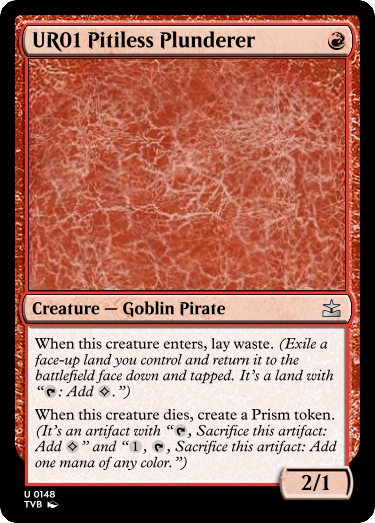 UR01 Pitiless Plunderer
Creature — Goblin Pirate
When this creature enters, lay waste. (Exile a
face-up land you control and return it to the
battlefield face down and tapped. It's a land with
“: Add .”)
When this creature dies, create a Prism token.
(It's an artifact with “, Sacrifice this artifact:
Add ” and “1, , Sacrifice this artifact: Add
one mana of any color.”)
2/1
U 0148
TVB